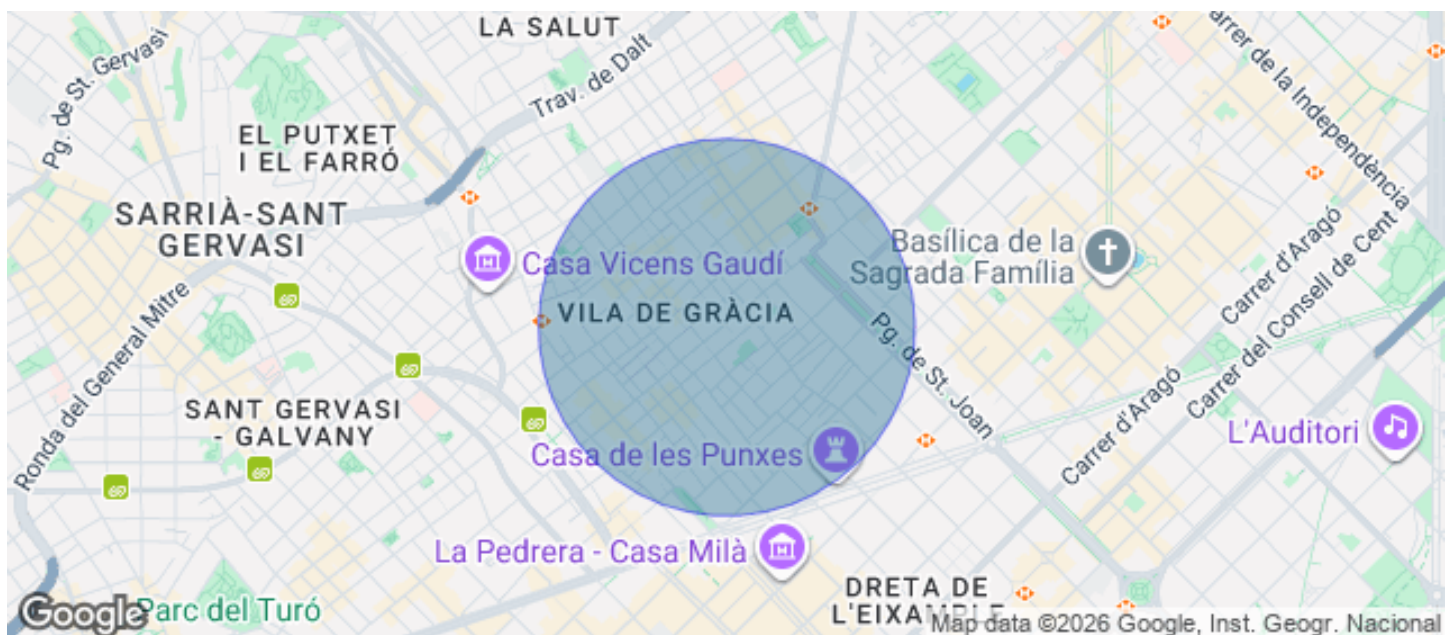 LA SALUT
Pg. de St. Gervasi
Trav. de Dalt
Carrer de la Independència
EL PUTXET
I EL FARRÓ
SARRIÀ-SANT
GERVASI
Casa Vicens Gaudí
Basílica de la
Sagrada Família
Carrer d'Aragó
Carrer del Consell de Cent
VILA DE GRÀCIA
Ronda del General Mitre
Pg. de St. Joan
SANT GERVASI
- GALVANY
Carrer d'Aragó
L'Auditori
Casa de les Punxes
La Pedrera - Casa Milà
DRETA DE
L'EIXAMPLE
Google
Parc del Turó
Map data ©2026 Google, Inst. Geogr. Nacional